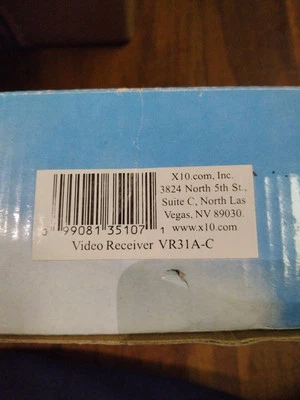 X10.com, Inc.
3824 North 5th St.,
Suite C, North Las
Vegas, NV 89030.
www.x10.com
3 99081 35107 1
Video Receiver VR31A-C